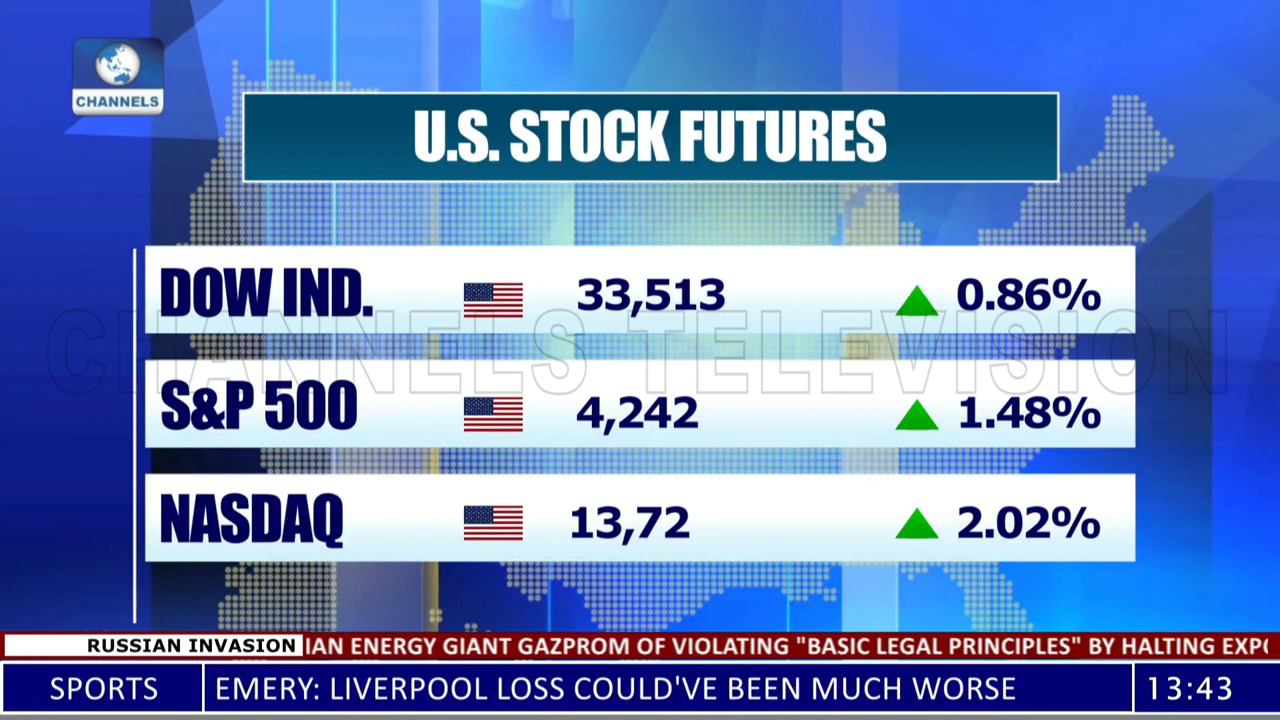 CHANNELS
U.S. STOCK FUTURES
DOW IND. 33,513 0.86%
CHANNELS TELEVISION
S&P 500 4,242 1.48%
NASDAQ 13,72 2.02%
RUSSIAN INVASION IAN ENERGY GIANT GAZPROM OF VIOLATING "BASIC LEGAL PRINCIPLES" BY HALTING EXPO
SPORTS EMERY: LIVERPOOL LOSS COULD'VE BEEN MUCH WORSE 13:43